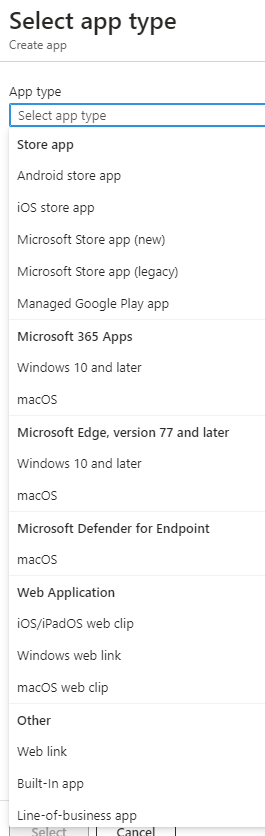 Select app type
Create app
App type
Select app type
Store app
Android store app
iOS store app
Microsoft Store app (new)
Microsoft Store app (legacy)
Managed Google Play app
Microsoft 365 Apps
Windows 10 and later
macOS
Microsoft Edge, version 77 and later
Windows 10 and later
macOS
Microsoft Defender for Endpoint
macOS
Web Application
iOS/iPadOS web clip
Windows web link
macOS web clip
Other
Web link
Built-In app
Line-of-business app
Select Cancel